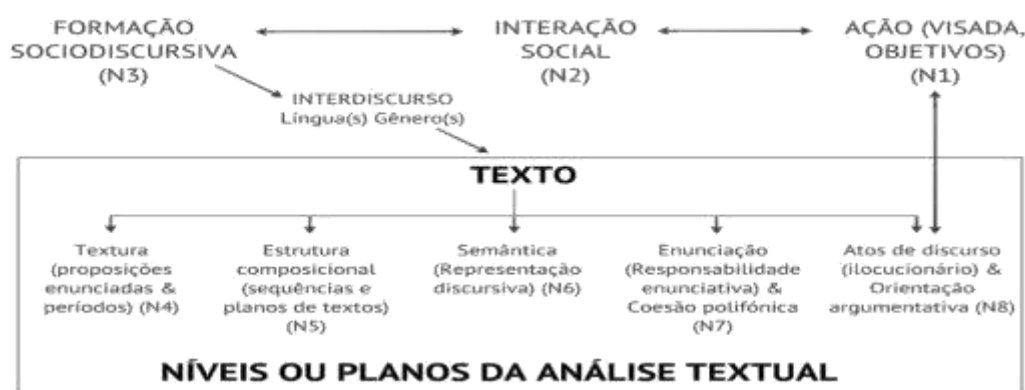 FORMAÇÃO
SOCIODISCURSIVA
(N3)
INTERAÇÃO
SOCIAL
(N2)
AÇÃO (VISADA,
OBJETIVOS)
(N1)
INTERDISCURSO
Língua(s) Gênero(s)
TEXTO
Textura
(proposições
enunciadas &
períodos) (N4)
Estrutura
composicional
(sequências e
planos de textos)
(N5)
Semântica
(Representação
discursiva) (N6)
Enunciação
(Responsabilidade
enunciativa) &
Coesão polifónica
(N7)
Atos de discurso
(ilocucionário) &
Orientação
argumentativa (N8)
NÍVEIS OU PLANOS DA ANÁLISE TEXTUAL